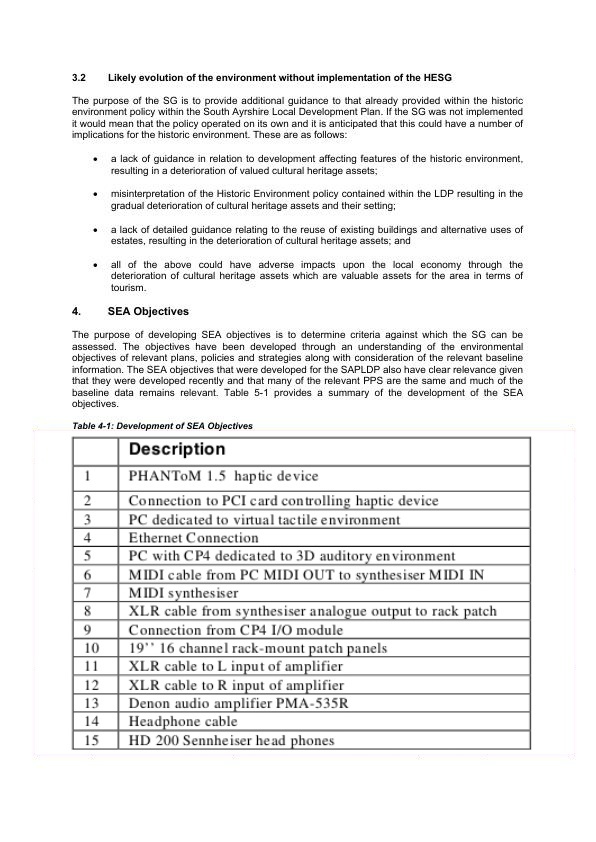 3.2 Likely evolution of the environment without implementation of the HESG
The purpose of the SG is to provide additional guidance to that already provided within the historic
environment policy within the South Ayrshire Local Development Plan. If the SG was not implemented
it would mean that the policy operated on its own and it is anticipated that this could have a number of
implications for the historic environment. These are as follows:
• a lack of guidance in relation to development affecting features of the historic environment,
resulting in a deterioration of valued cultural heritage assets;
• misinterpretation of the Historic Environment policy contained within the LDP resulting in the
gradual deterioration of cultural heritage assets and their setting;
• a lack of detailed guidance relating to the reuse of existing buildings and alternative uses of
estates, resulting in the deterioration of cultural heritage assets; and
• all of the above could have adverse impacts upon the local economy through the
deterioration of cultural heritage assets which are valuable assets for the area in terms of
tourism.
4. SEA Objectives
The purpose of developing SEA objectives is to determine criteria against which the SG can be
assessed. The objectives have been developed through an understanding of the environmental
objectives of relevant plans, policies and strategies along with consideration of the relevant baseline
information. The SEA objectives that were developed for the SAPLDP also have clear relevance given
that they were developed recently and that many of the relevant PPS are the same and much of the
baseline data remains relevant. Table 5-1 provides a summary of the development of the SEA
objectives.
Table 4-1: Development of SEA Objectives
Description
1 PHANToM 1.5 haptic device
2 Connection to PCI card controlling haptic device
3 PC dedicated to virtual tactile environment
4 Ethernet Connection
5 PC with CP4 dedicated to 3D auditory environment
6 MIDI cable from PC MIDI OUT to synthesiser MIDI IN
7 MIDI synthesiser
8 XLR cable from synthesiser analogue output to rack patch
9 Connection from CP4 I/O module
10 19’’ 16 channel rack-mount patch panels
11 XLR cable to L input of amplifier
12 XLR cable to R input of amplifier
13 Denon audio amplifier PMA-535R
14 Headphone cable
15 HD 200 Sennheiser head phones